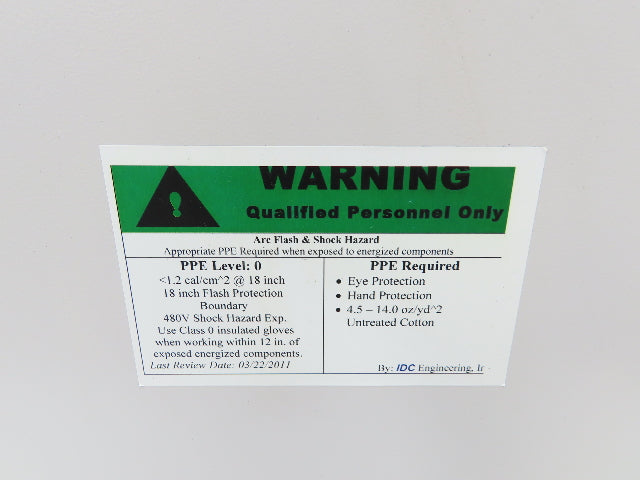 WARNING
Qualified Personnel Only
Arc Flash & Shock Hazard
Appropriate PPE Required when exposed to energized components
PPE Level: 0
<1.2 cal/cm^2 @ 18 inch
18 inch Flash Protection
Boundary
480V Shock Hazard Exp.
Use Class 0 insulated gloves
when working within 12 in. of
exposed energized components.
Last Review Date: 03/22/2011
PPE Required
• Eye Protection
• Hand Protection
• 4.5 – 14.0 oz/yd^2
Untreated Cotton
By: IDC Engineering,